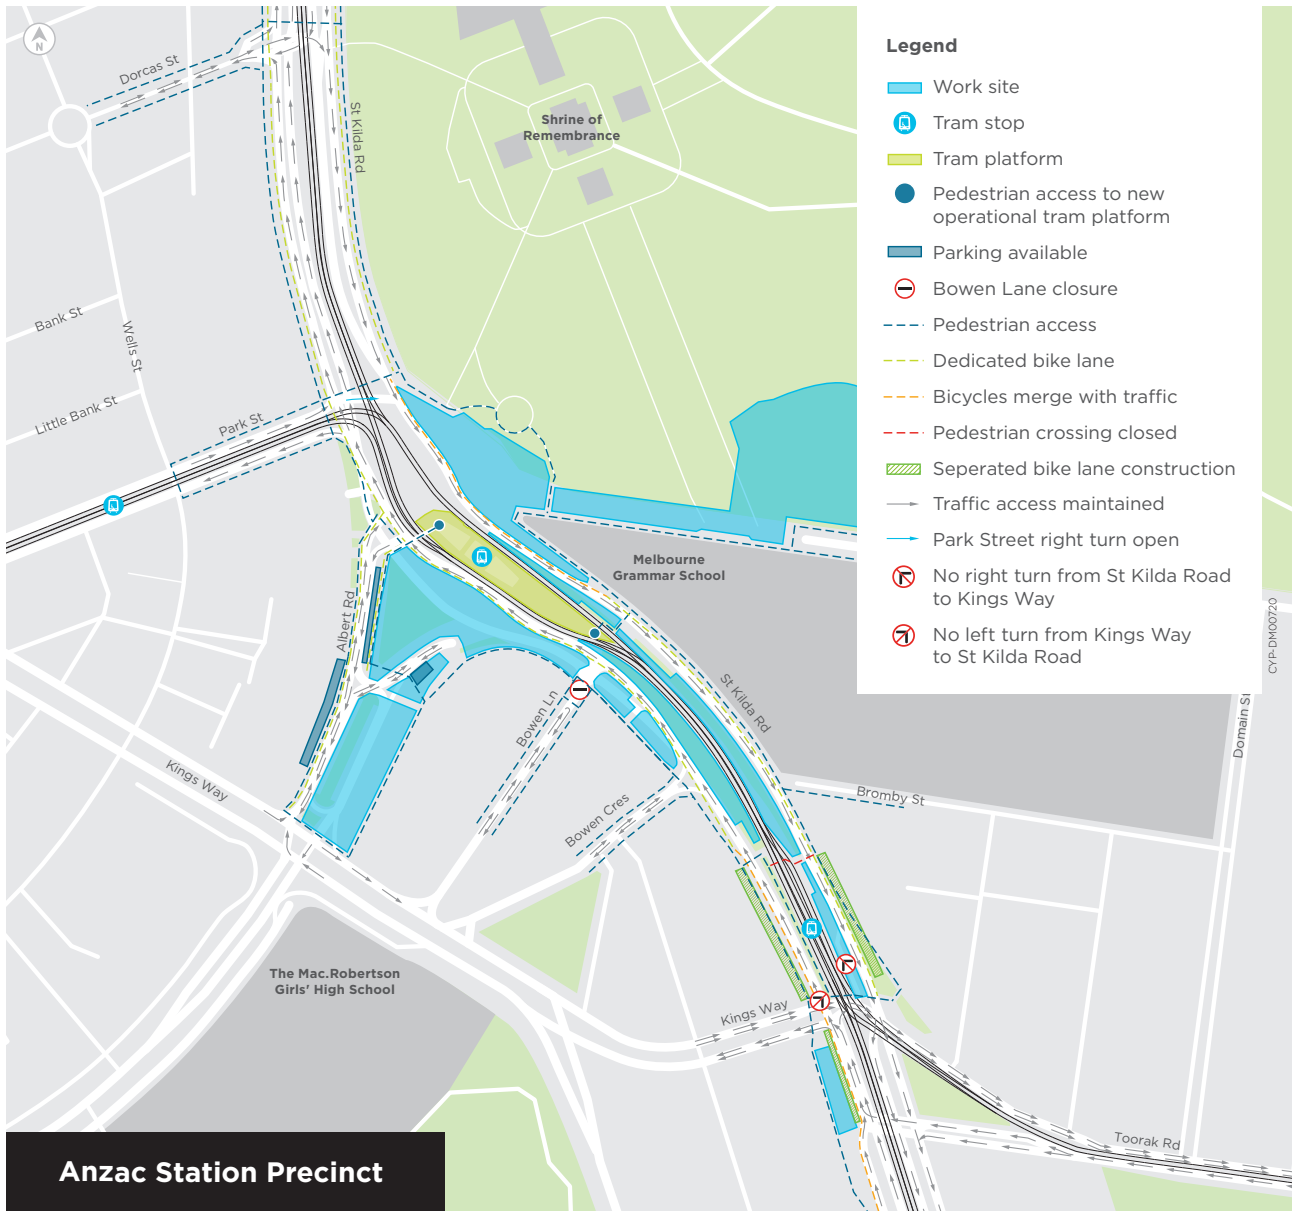 N
Dorcas St
St Kilda Rd
Shrine of
Remembrance
Bank St
Wells St
Little Bank St
Park St
Melbourne
Grammar School
Albert Rd
St Kilda Rd
Bowen Ln
Kings Way
Bowen Cres
Bromby St
Domain St
The Mac.Robertson
Girls' High School
Kings Way
Toorak Rd
Legend
Work site
Tram stop
Tram platform
Pedestrian access to new
operational tram platform
Parking available
Bowen Lane closure
Pedestrian access
Dedicated bike lane
Bicycles merge with traffic
Pedestrian crossing closed
Seperated bike lane construction
Traffic access maintained
Park Street right turn open
No right turn from St Kilda Road
to Kings Way
No left turn from Kings Way
to St Kilda Road
CYP-DM00720
Anzac Station Precinct